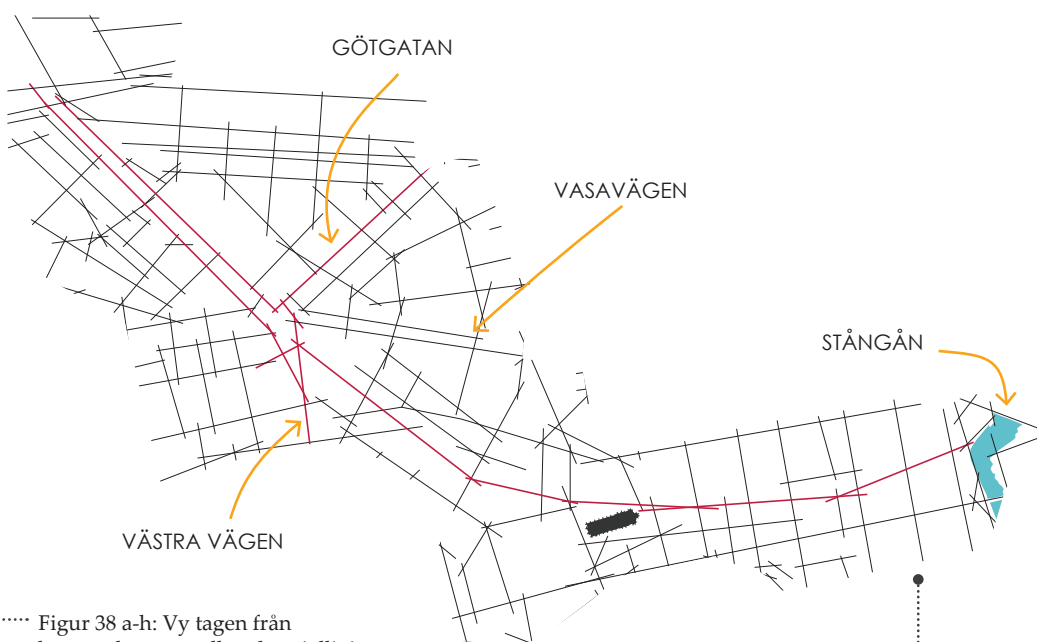 GÖTGATAN
VASAVÄGEN
STÅNGÅN
VÄSTRA VÄGEN
Figur 38 a-h: Vy tagen från